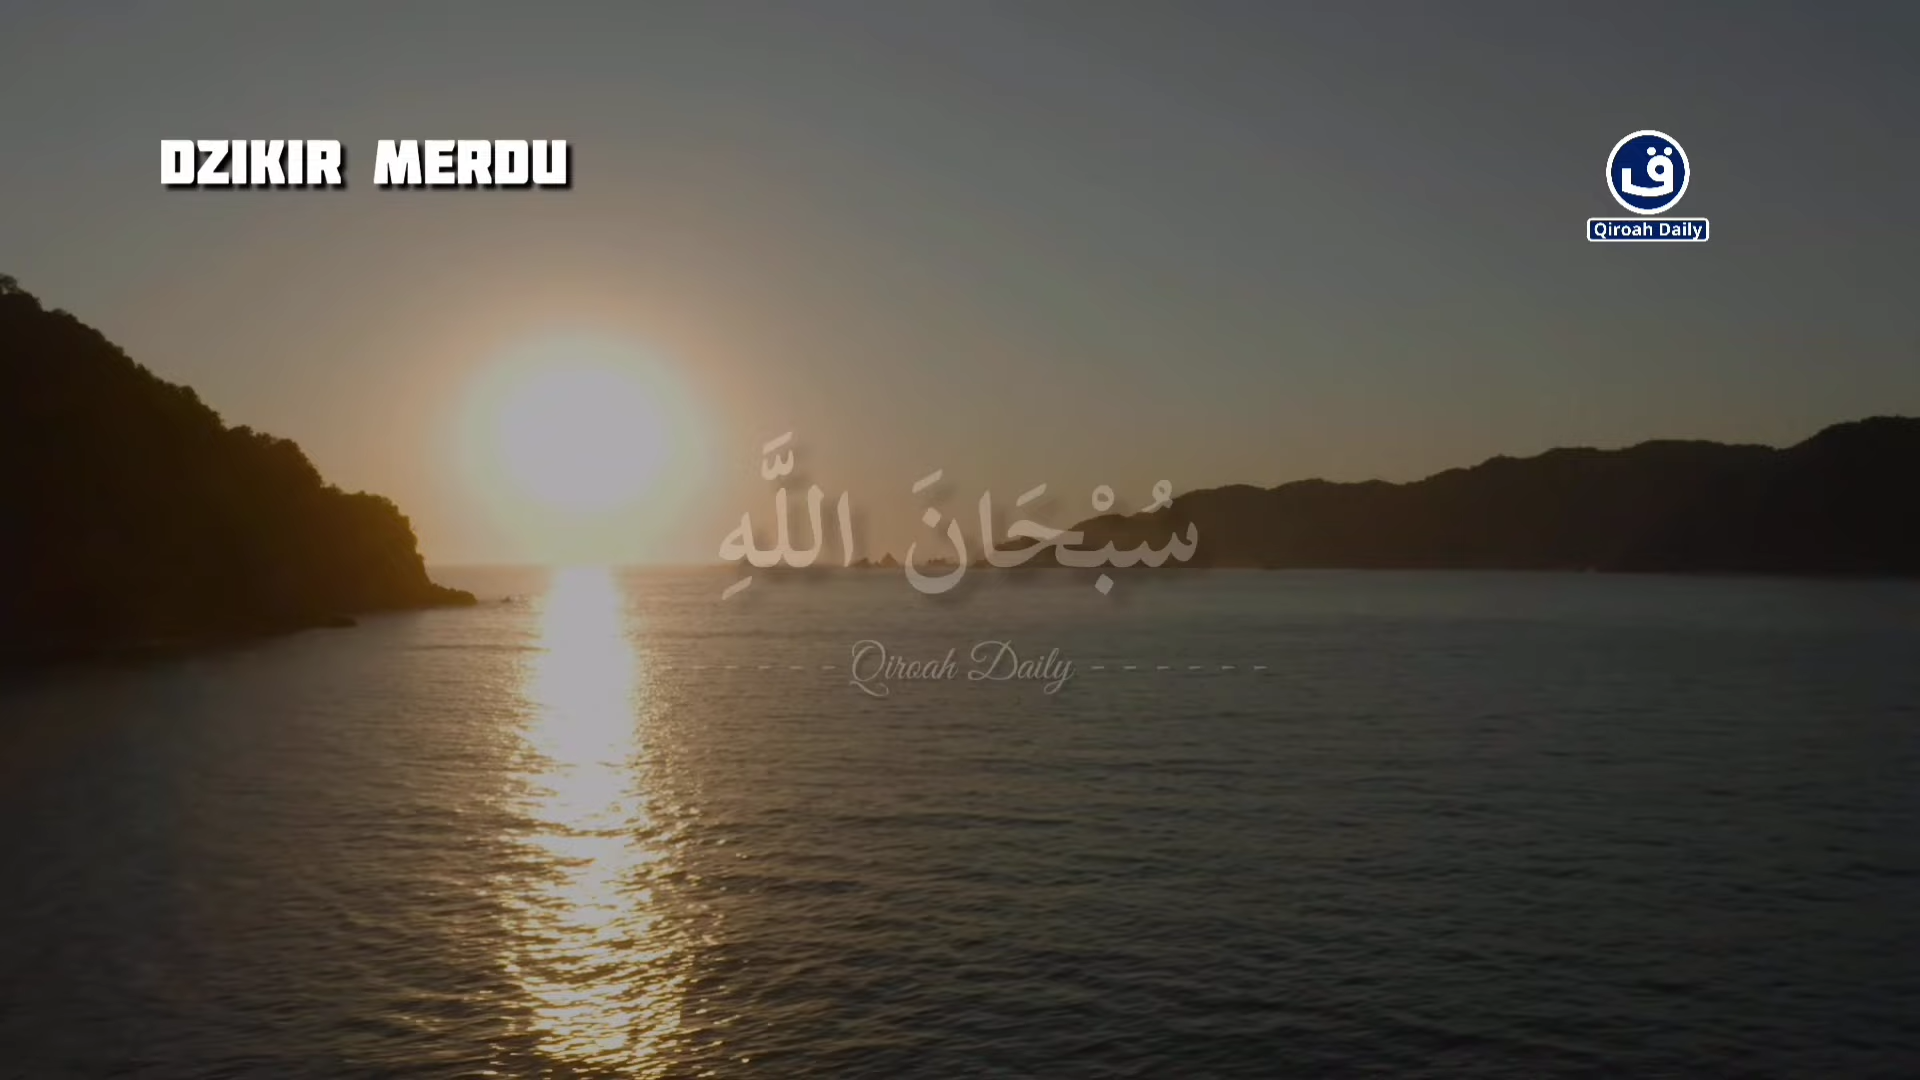 DZIKIR MERDU
ق
Qiroah Daily
سُبْحَانَ اللَّهِ
------- Qiroah Daily -------